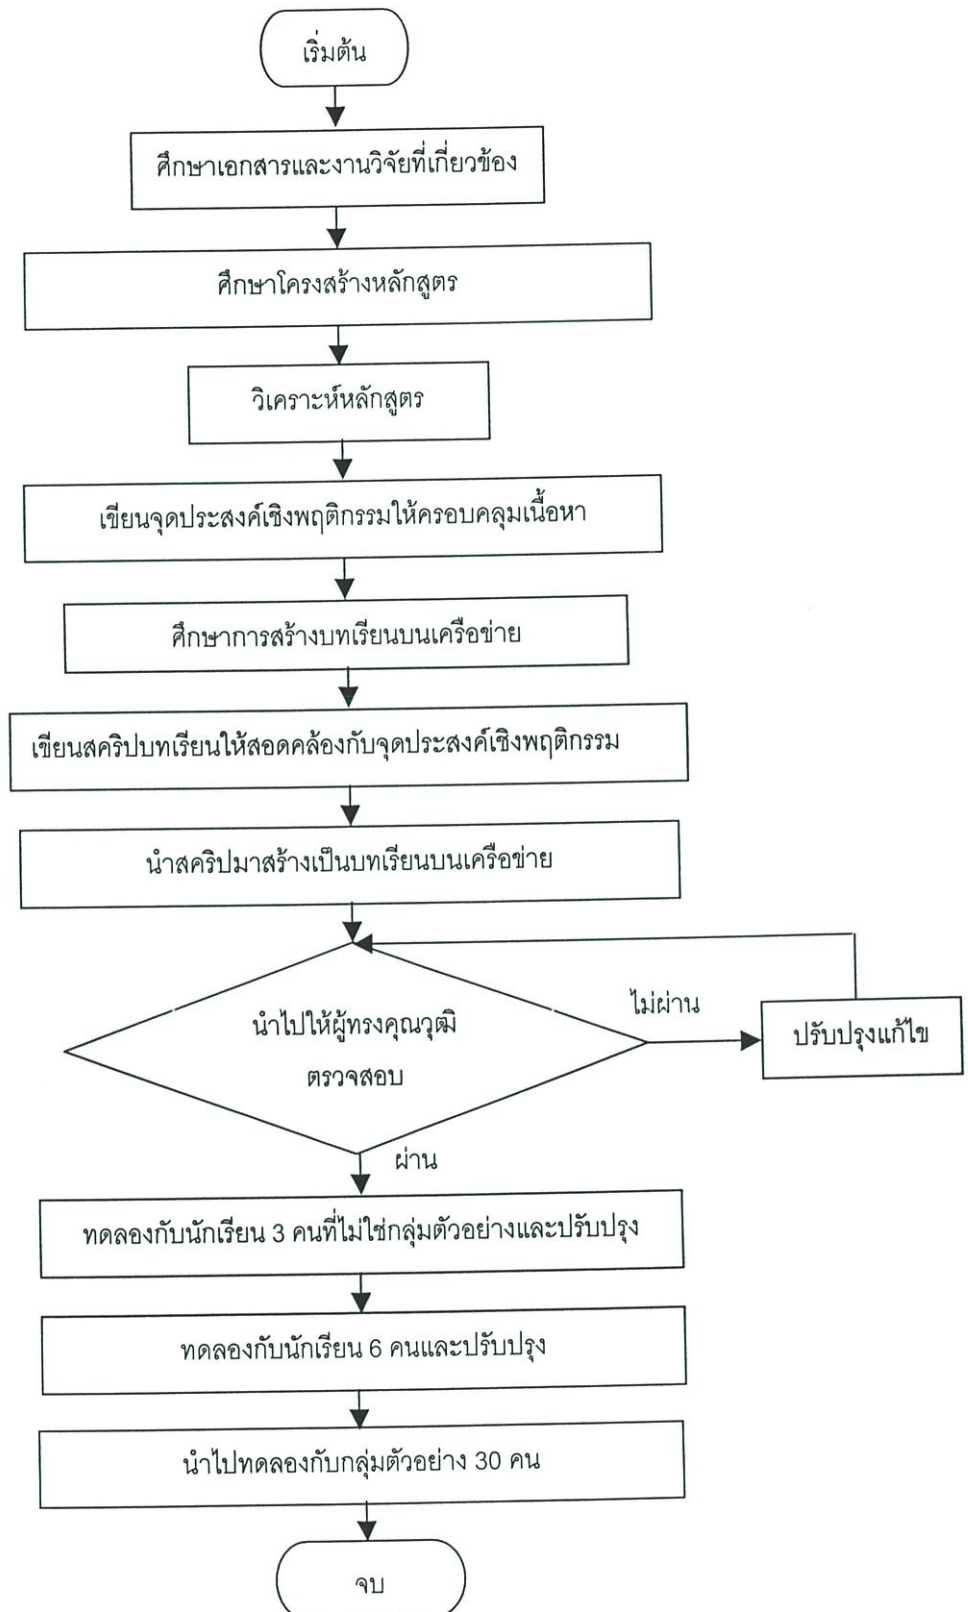 เริ่มต้น
ศึกษาเอกสารและงานวิจัยที่เกี่ยวข้อง
ศึกษาโครงสร้างหลักสูตร
วิเคราะห์หลักสูตร
เขียนจุดประสงค์เชิงพฤติกรรมให้ครอบคลุมเนื้อหา
ศึกษาการสร้างบทเรียนบนเครือข่าย
เขียนสคริปบทเรียนให้สอดคล้องกับจุดประสงค์เชิงพฤติกรรม
นำสคริปมาสร้างเป็นบทเรียนบนเครือข่าย
นำไปให้ผู้ทรงคุณวุฒิ
ตรวจสอบ
ไม่ผ่าน
ปรับปรุงแก้ไข
ผ่าน
ทดลองกับนักเรียน 3 คนที่ไม่ใช่กลุ่มตัวอย่างและปรับปรุง
ทดลองกับนักเรียน 6 คนและปรับปรุง
นำไปทดลองกับกลุ่มตัวอย่าง 30 คน
จบ